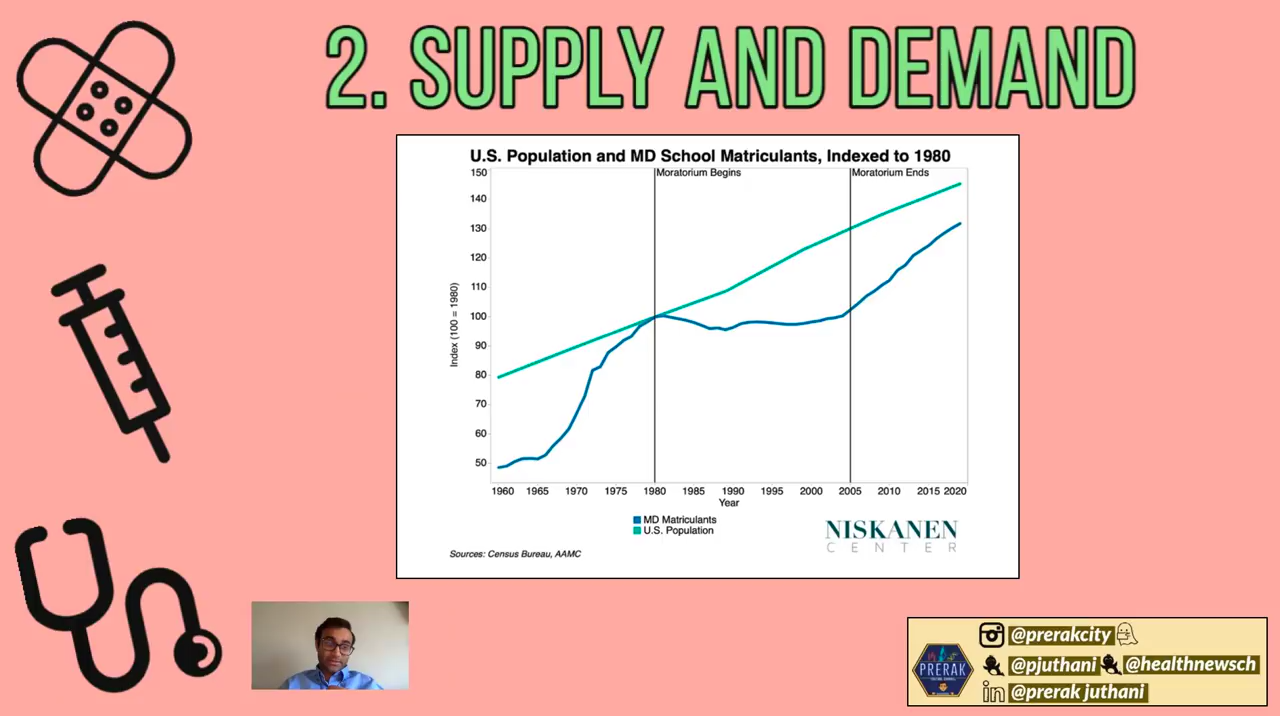 2. SUPPLY AND DEMAND
U.S. Population and MD School Matriculants, Indexed to 1980
Moratorium Begins
Moratorium Ends
150
140
130
120
110
100
90
80
70
60
50
Index (100 = 1980)
1960 1965 1970 1975 1980 1985 1990 1995 2000 2005 2010 2015 2020
Year
MD Matriculants
U.S. Population
Sources: Census Bureau, AAMC
NISKANEN
CENTER
PRERAK
@prerakcity
@pjuthani @healthnewsch
in @prerak juthani